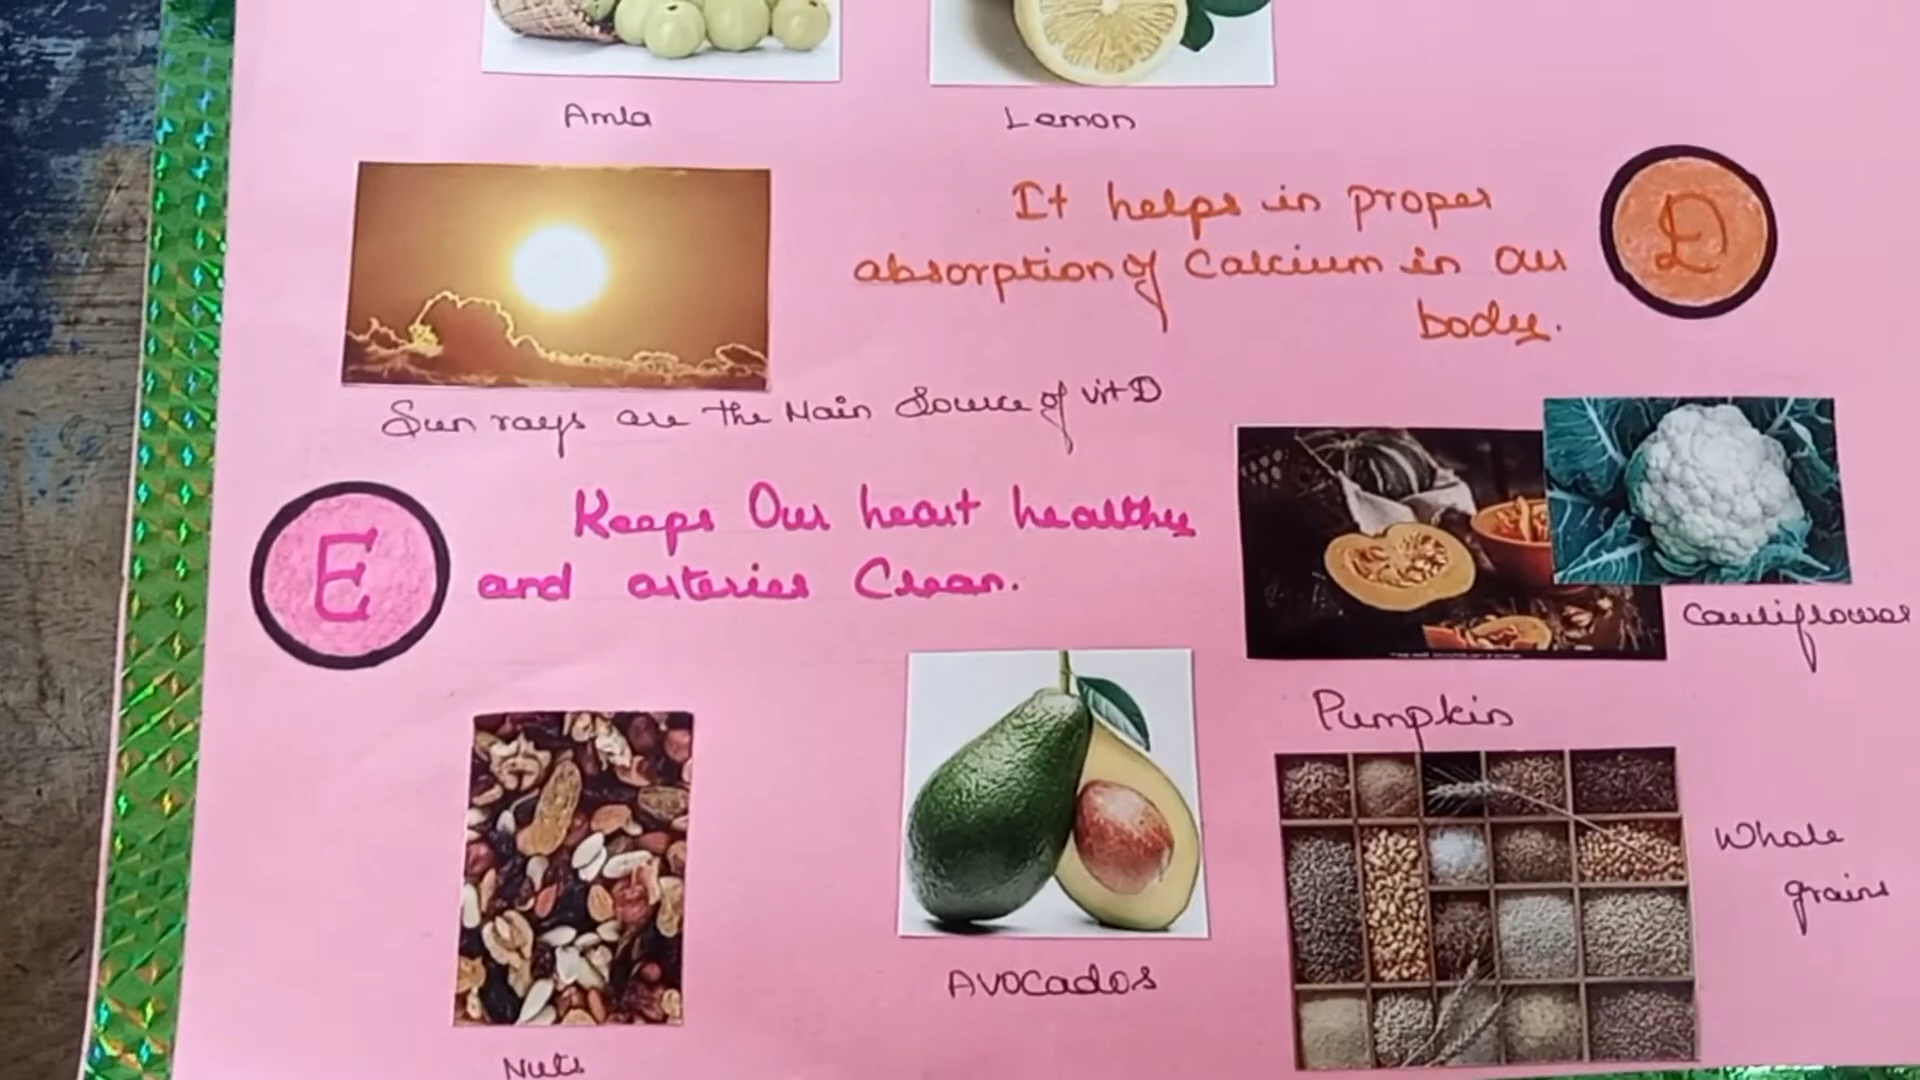 Amla
Lemon
It helps in proper
absorption of Calcium in our
body.
D
Sun rays are the Main Source of vit D
E
Keeps Our heart healthy
and arteries Clean.
Cauliflower
Pumpkin
Whole
grains
Avocados
Nuts